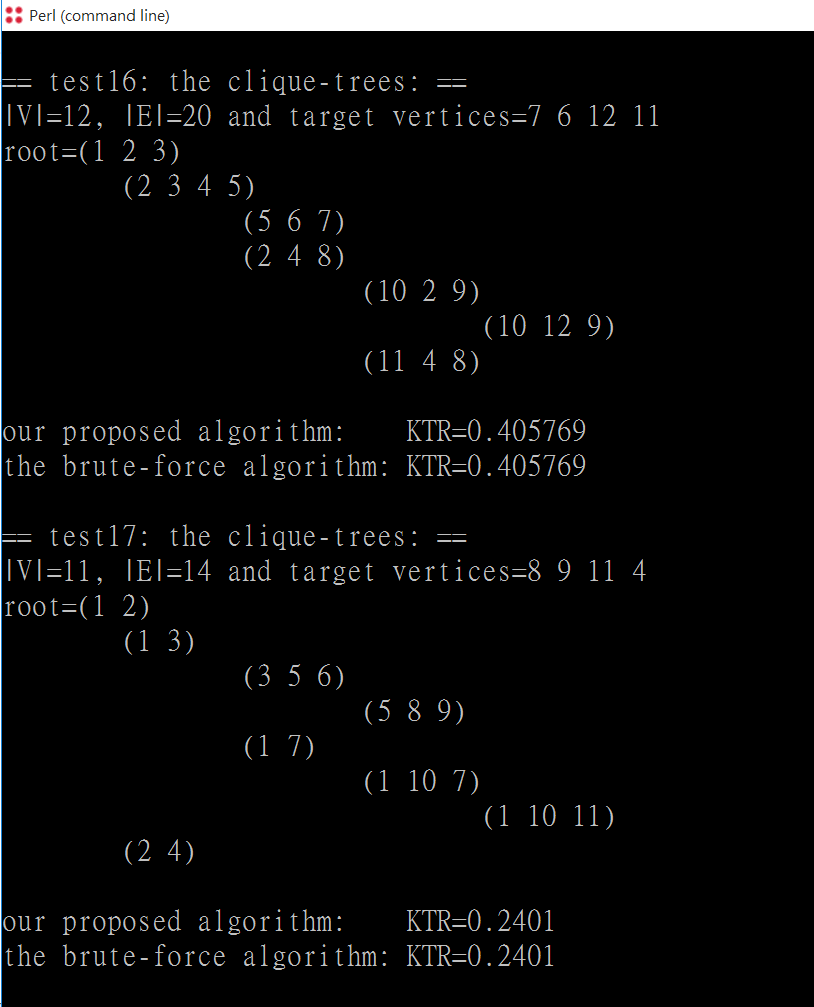 Perl (command line)
== test16: the clique-trees: ==
|V|=12, |E|=20 and target vertices=7 6 12 11
root=(1 2 3)
(2 3 4 5)
(5 6 7)
(2 4 8)
(10 2 9)
(10 12 9)
(11 4 8)
our proposed algorithm: KTR=0.405769
the brute-force algorithm: KTR=0.405769
== test17: the clique-trees: ==
|V|=11, |E|=14 and target vertices=8 9 11 4
root=(1 2)
(1 3)
(3 5 6)
(5 8 9)
(1 7)
(1 10 7)
(1 10 11)
(2 4)
our proposed algorithm: KTR=0.2401
the brute-force algorithm: KTR=0.2401